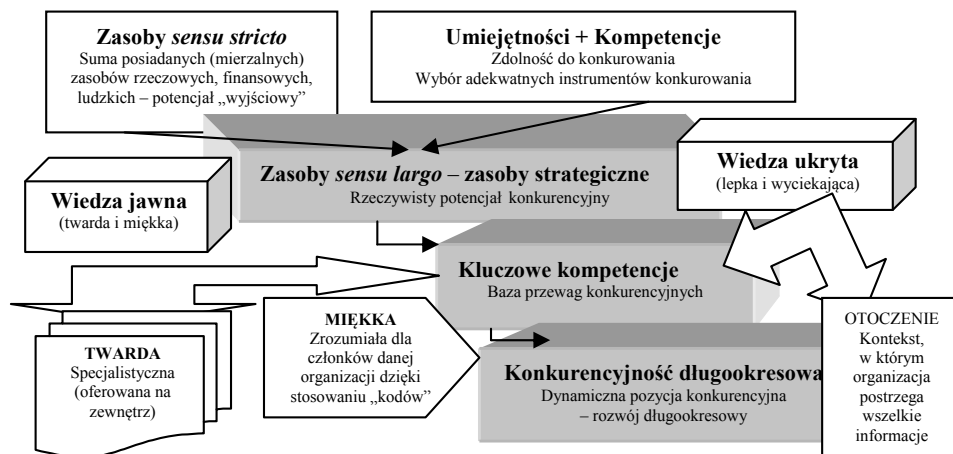 Zasoby sensu stricto
Suma posiadanych (mierzalnych)
zasobów rzeczowych, finansowych,
ludzkich – potencjał „wyjściowy”
Umiejętności + Kompetencje
Zdolność do konkurowania
Wybór adekwatnych instrumentów konkurowania
Zasoby sensu largo – zasoby strategiczne
Rzeczywisty potencjał konkurencyjny
Wiedza ukryta
(lepka i wyciekająca)
Wiedza jawna
(twarda i miękka)
Kluczowe kompetencje
Baza przewag konkurencyjnych
TWARDA
Specjalistyczna
(oferowana na
zewnętrz)
MIĘKKA
Zrozumiała dla
członków danej
organizacji dzięki
stosowaniu „kodów”
Konkurencyjność długookresowa
Dynamiczna pozycja konkurencyjna
– rozwój długookresowy
OTOCZENIE
Kontekst,
w którym
organizacja
postrzega
wszelkie
informacje